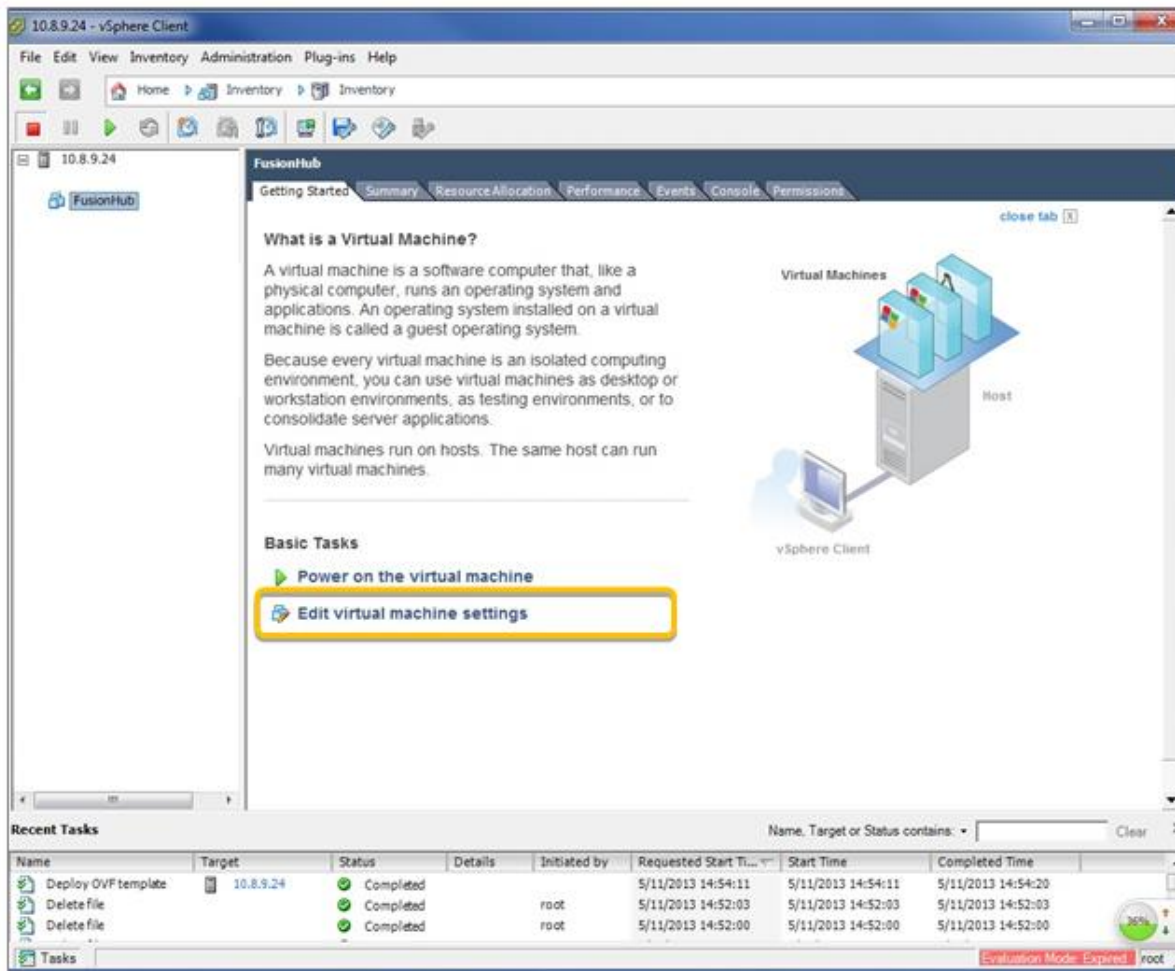 10.8.9.24 - vSphere Client
File Edit View Inventory Administration Plug-ins Help
Home Inventory Inventory
10.8.9.24
FusionHub
FusionHub
Getting Started Summary Resource Allocation Performance Events Console Permissions
close tab
What is a Virtual Machine?
A virtual machine is a software computer that, like a
physical computer, runs an operating system and
applications. An operating system installed on a virtual
machine is called a guest operating system.
Because every virtual machine is an isolated computing
environment, you can use virtual machines as desktop or
workstation environments, as testing environments, or to
consolidate server applications.
Virtual machines run on hosts. The same host can run
many virtual machines.
Virtual Machines
Host
vSphere Client
Basic Tasks
Power on the virtual machine
Edit virtual machine settings
Recent Tasks
Name, Target or Status contains:
Clear
Name Target Status Details Initiated by Requested Start Ti... Start Time Completed Time
Deploy OVF template 10.8.9.24 Completed 5/11/2013 14:54:11 5/11/2013 14:54:11 5/11/2013 14:54:20
Delete file Completed root 5/11/2013 14:52:03 5/11/2013 14:52:03 5/11/2013 14:52:03
Delete file Completed root 5/11/2013 14:52:00 5/11/2013 14:52:00 5/11/2013 14:52:00
36%
Tasks
Evaluation Mode: Expired root